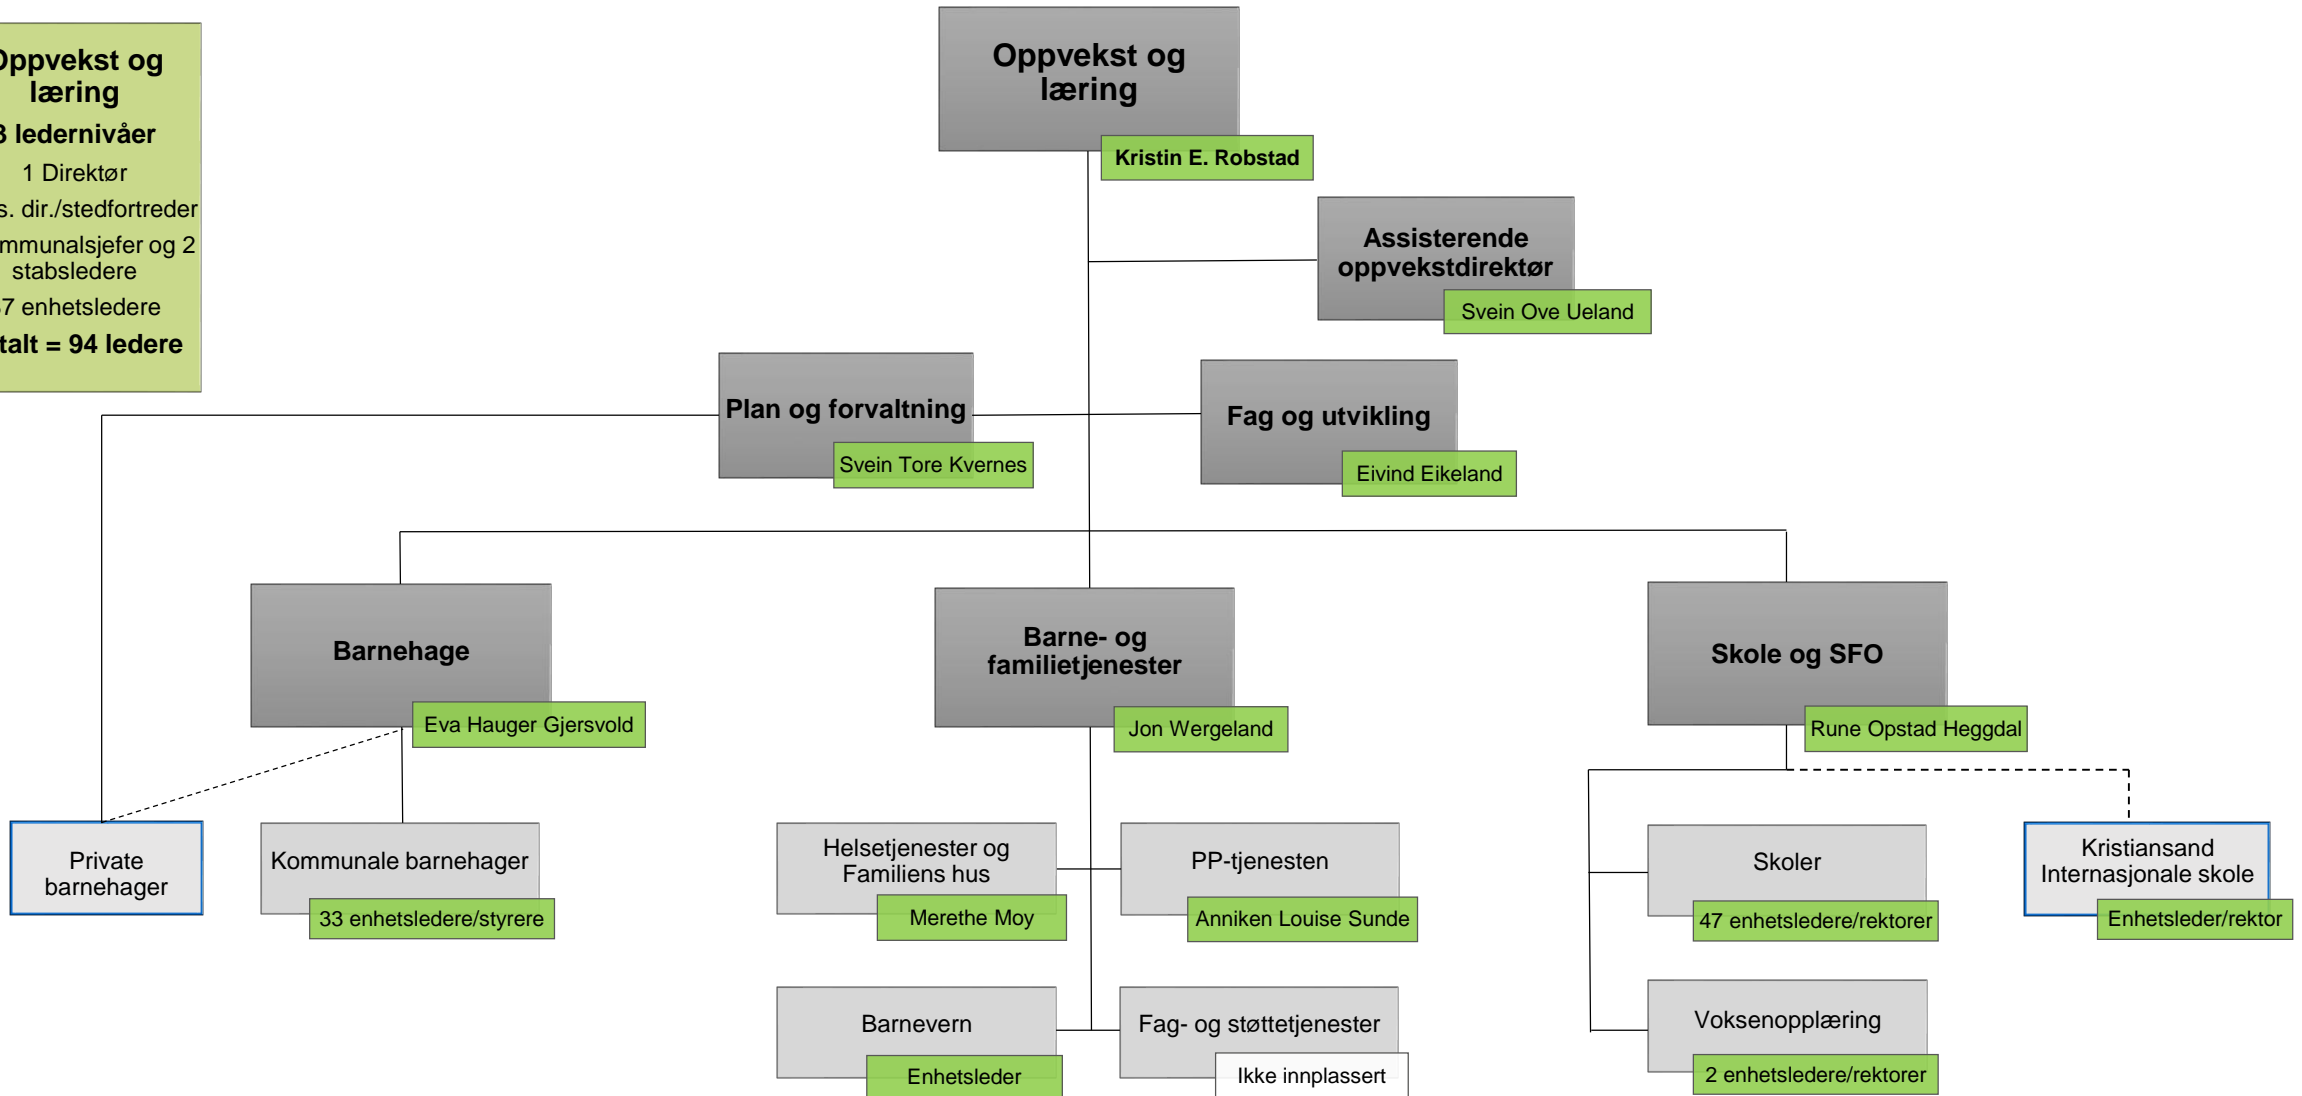 Oppvekst og
læring
ledernivåer
1 Direktør
dir./stedfortreder
og 2
stabsledere
enhetsledere
= 94 ledere
Oppvekst og
læring
Kristin E. Robstad
Assisterende
oppvekstdirektør
Svein Ove Ueland
Plan og forvaltning
Svein Tore Kvernes
Fag og utvikling
Eivind Eikeland
Barnehage
Eva Hauger Gjersvold
Barne- og
familietjenester
Jon Wergeland
Skole og SFO
Rune Opstad Heggdal
Private
barnehager
Kommunale barnehager
33 enhetsledere/styrere
Helsetjenester og
Familiens hus
Merethe Moy
PP-tjenesten
Anniken Louise Sunde
Skoler
47 enhetsledere/rektorer
Kristiansand
Internasjonale skole
Enhetsleder/rektor
Barnevern
Enhetsleder
Fag- og støttetjenester
Ikke innplassert
Voksenopplæring
2 enhetsledere/rektorer